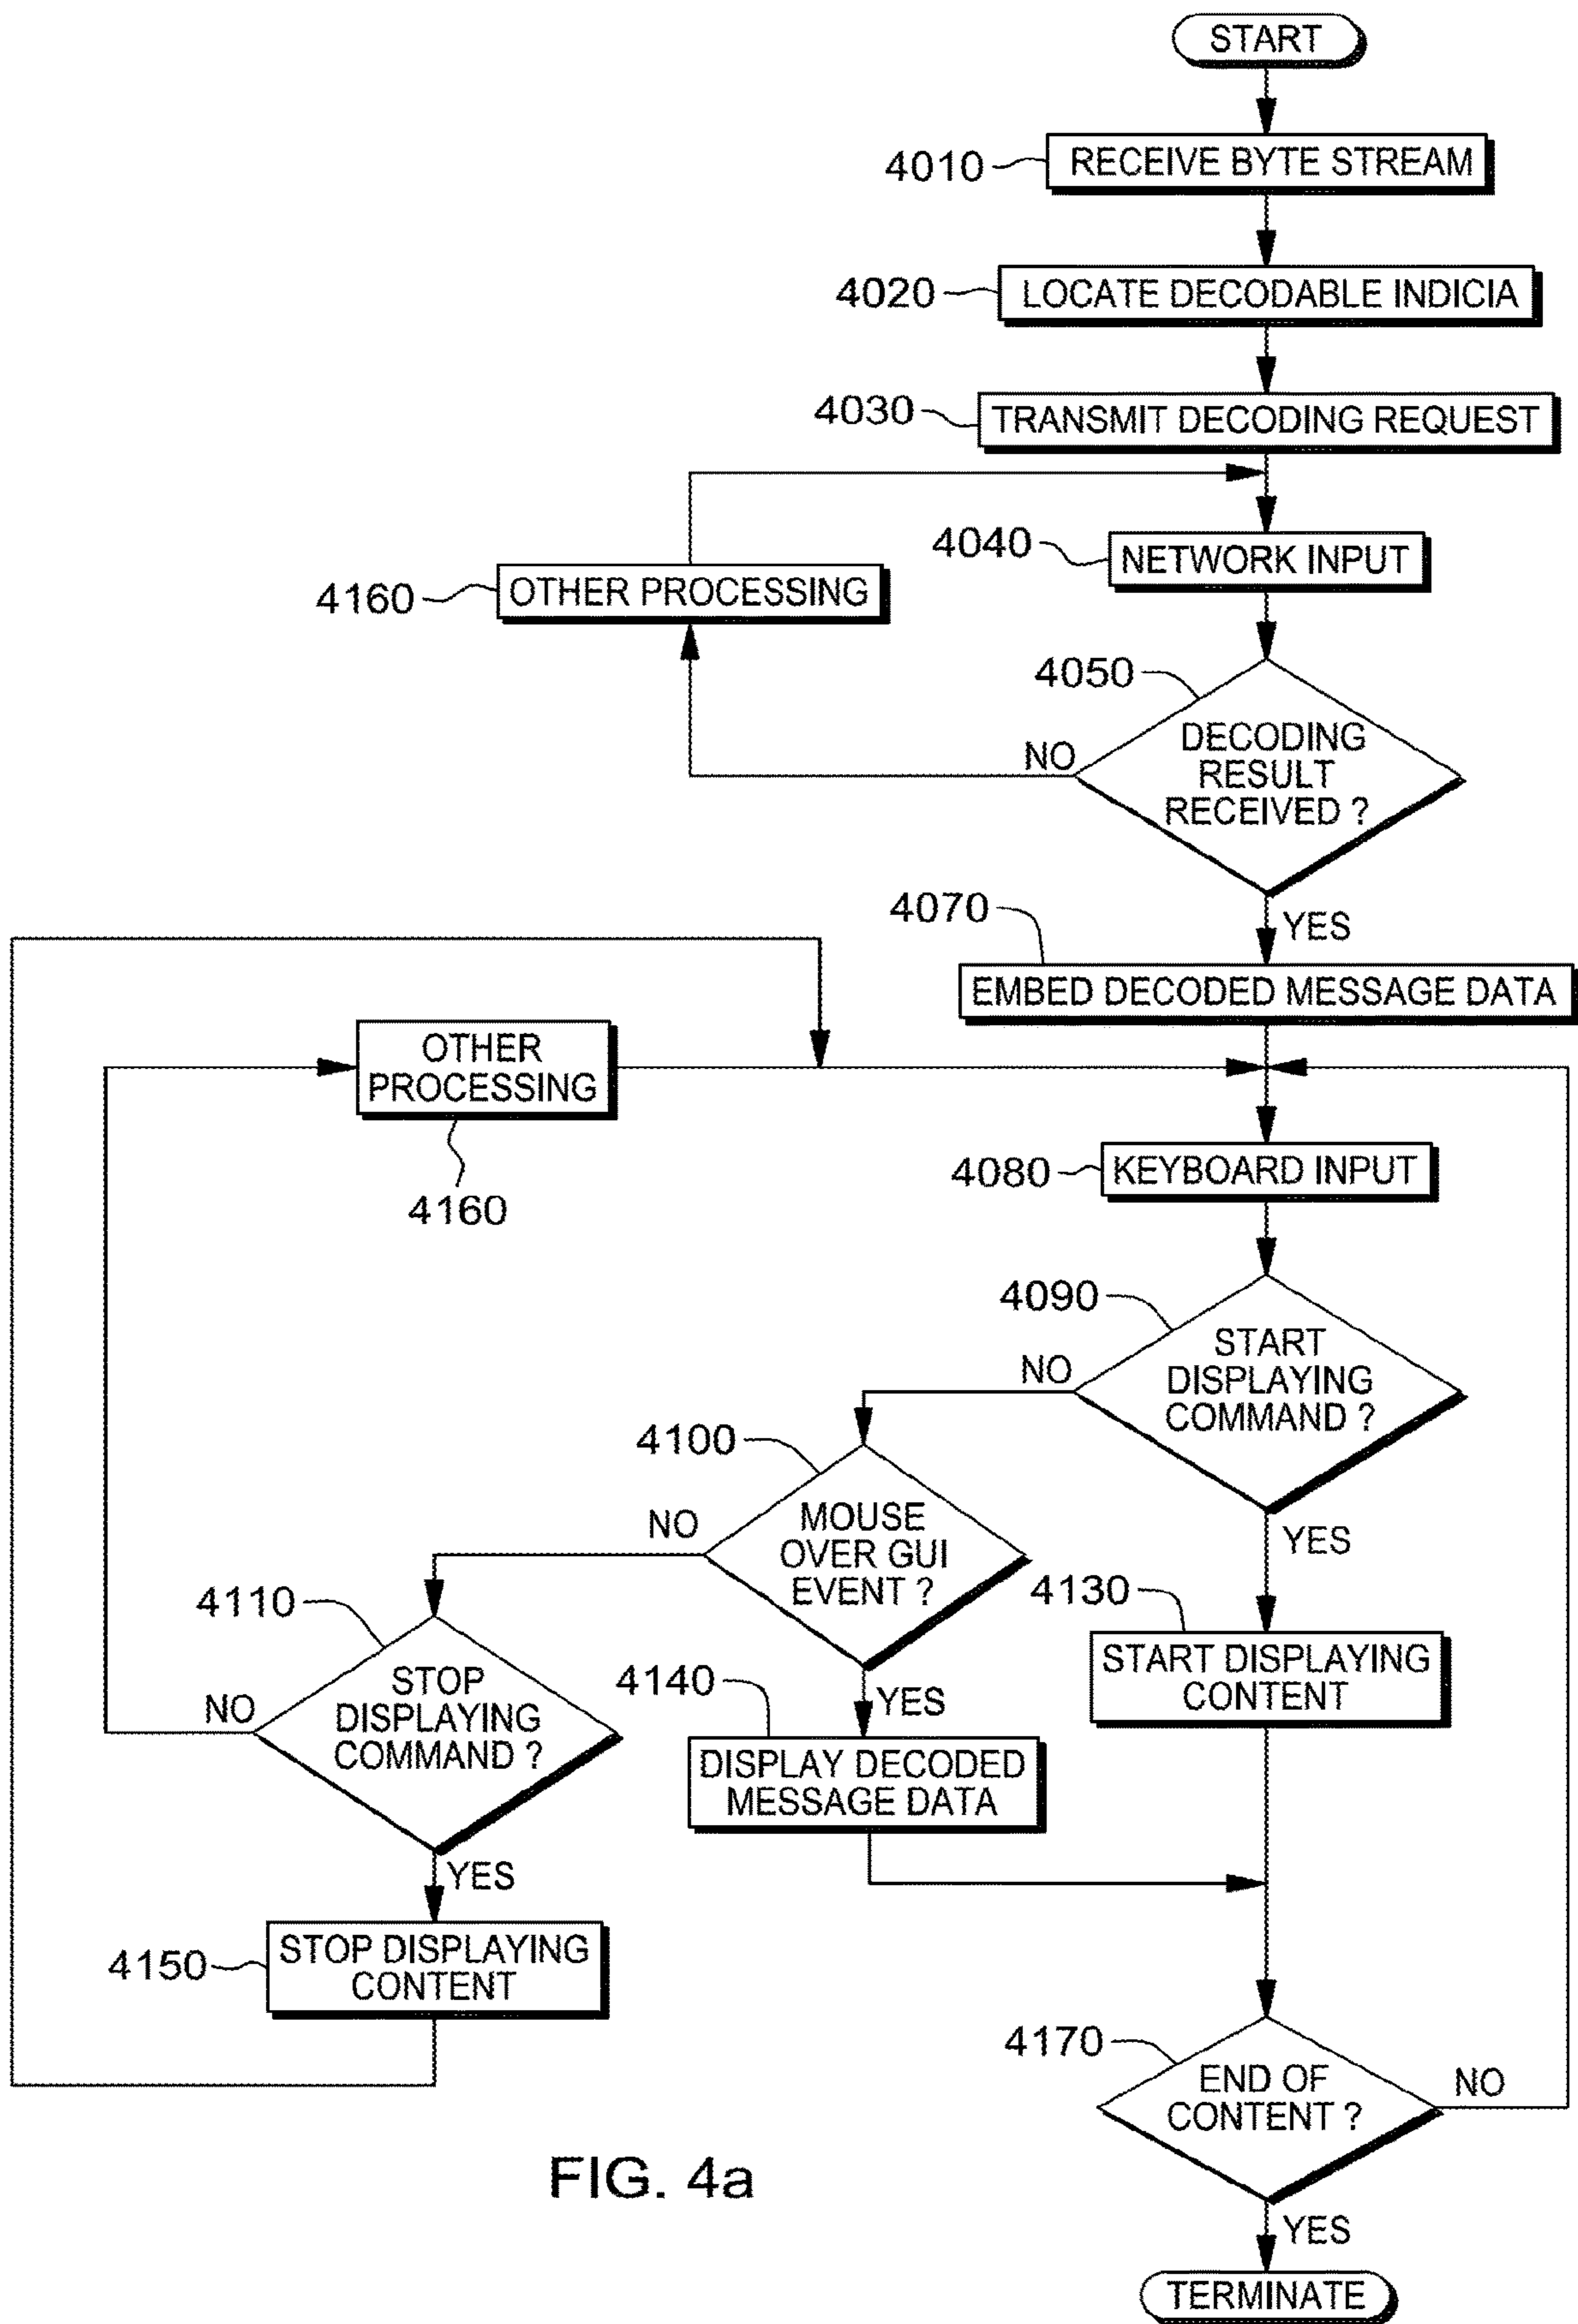 START
4010
RECEIVE BYTE STREAM
4020
LOCATE DECODABLE INDICIA
4030
TRANSMIT DECODING REQUEST
4040
NETWORK INPUT
4160
OTHER PROCESSING
4050
DECODING
RESULT
RECEIVED ?
NO
YES
4070
EMBED DECODED MESSAGE DATA
OTHER
PROCESSING
4160
4080
KEYBOARD INPUT
4090
START
DISPLAYING
COMMAND ?
NO
YES
4100
MOUSE
OVER GUI
EVENT ?
NO
YES
4110
STOP
DISPLAYING
COMMAND ?
NO
YES
4130
START DISPLAYING
CONTENT
4140
DISPLAY DECODED
MESSAGE DATA
4150
STOP DISPLAYING
CONTENT
4170
END OF
CONTENT ?
NO
YES
TERMINATE
FIG. 4a